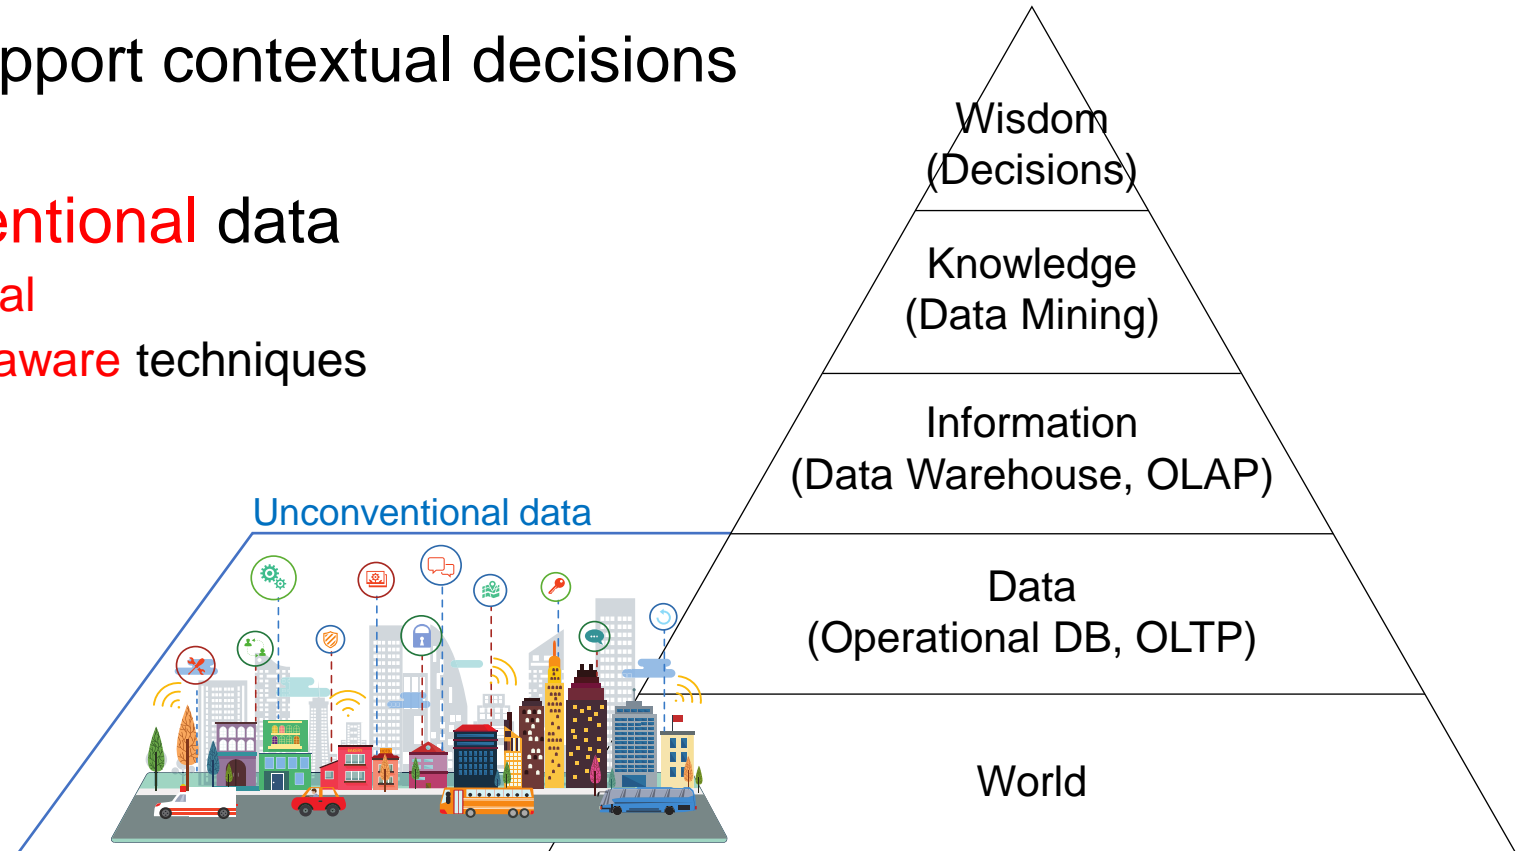 pport contextual decisions
entional data
al
aware techniques
Unconventional data
Wisdom
(Decisions)
Knowledge
(Data Mining)
Information
(Data Warehouse, OLAP)
Data
(Operational DB, OLTP)
World